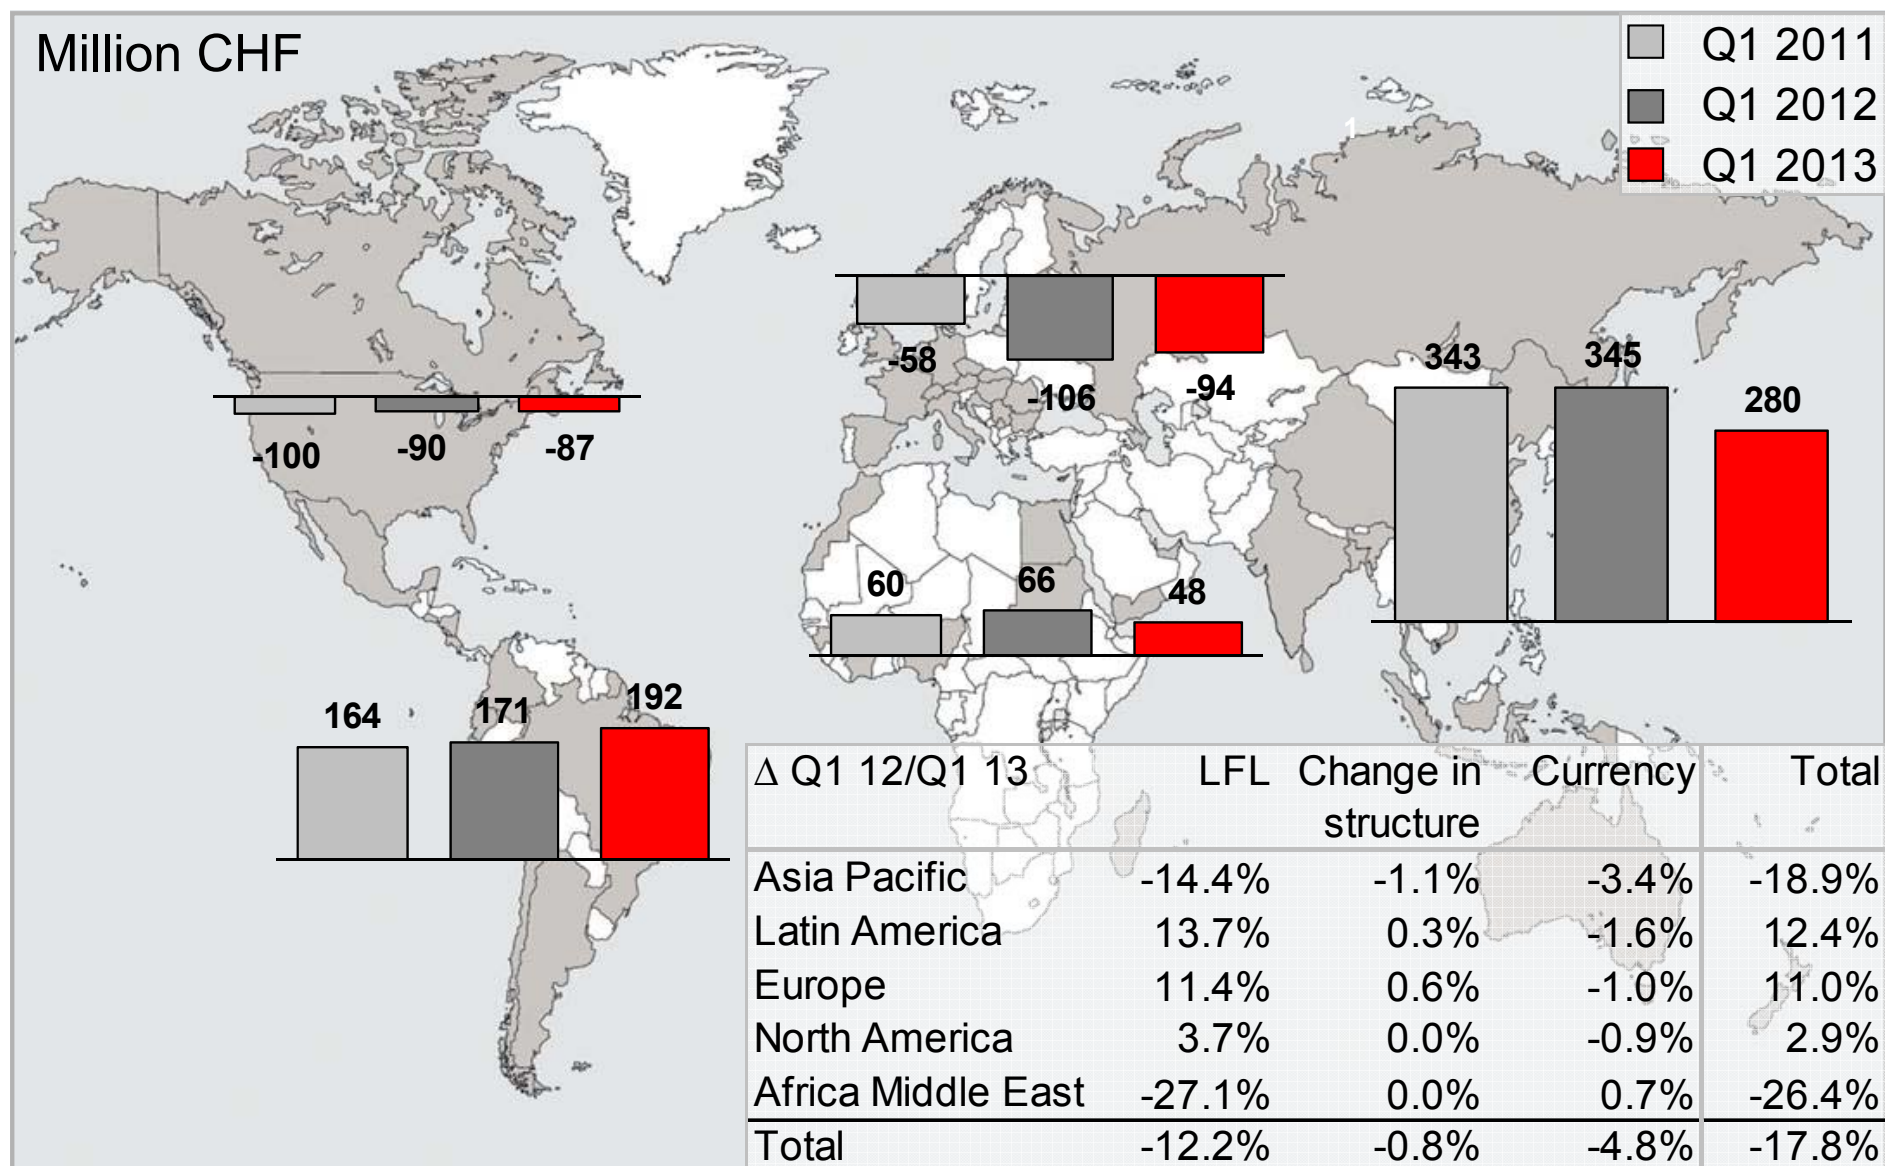 Million CHF
Q1 2011
Q1 2012
Q1 2013
1
-58
-106
-94
343
345
280
-100
-90
-87
60
66
48
164
171
192
Δ Q1 12/Q1 13 LFL Change in structure Currency Total
Asia Pacific -14.4% -1.1% -3.4% -18.9%
Latin America 13.7% 0.3% -1.6% 12.4%
Europe 11.4% 0.6% -1.0% 11.0%
North America 3.7% 0.0% -0.9% 2.9%
Africa Middle East -27.1% 0.0% 0.7% -26.4%
Total -12.2% -0.8% -4.8% -17.8%